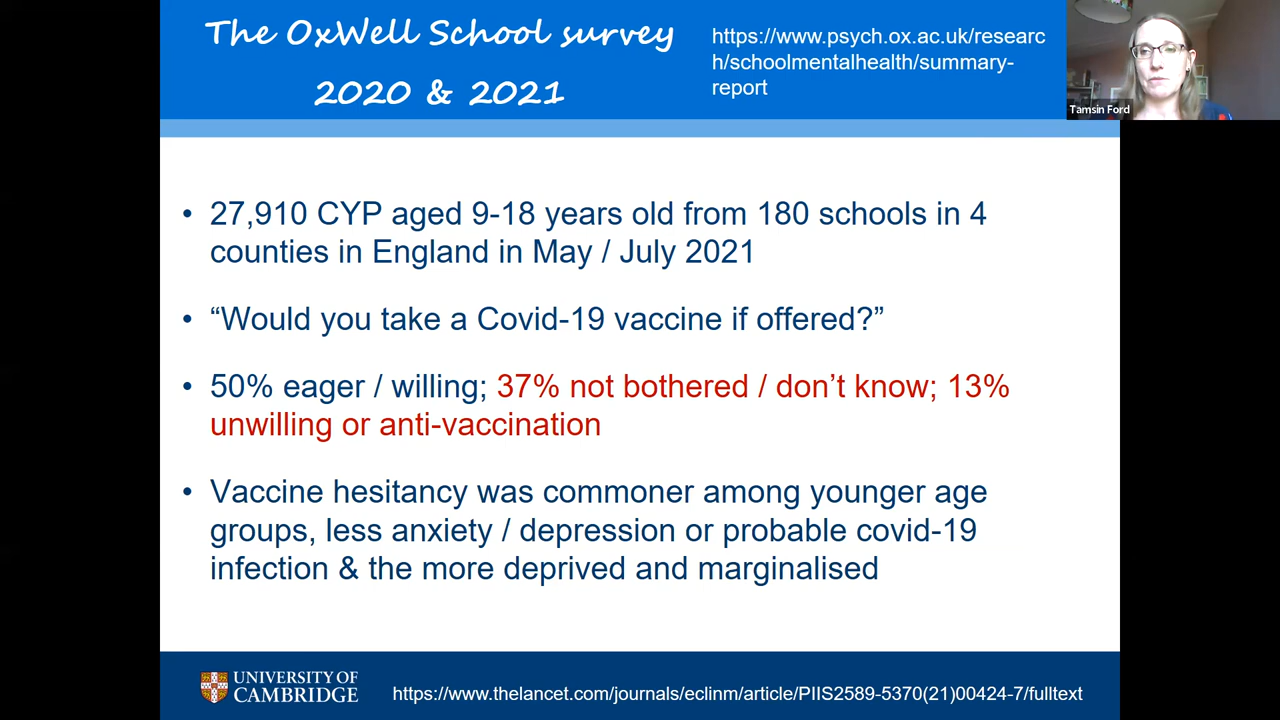 The OxWell School survey
2020 & 2021
https://www.psych.ox.ac.uk/researc
h/schoolmentalhealth/summary-
report
Tamsin Ford
• 27,910 CYP aged 9-18 years old from 180 schools in 4
counties in England in May / July 2021
• “Would you take a Covid-19 vaccine if offered?”
• 50% eager / willing; 37% not bothered / don’t know; 13%
unwilling or anti-vaccination
• Vaccine hesitancy was commoner among younger age
groups, less anxiety / depression or probable covid-19
infection & the more deprived and marginalised
UNIVERSITY OF
CAMBRIDGE
https://www.thelancet.com/journals/eclinm/article/PIIS2589-5370(21)00424-7/fulltext